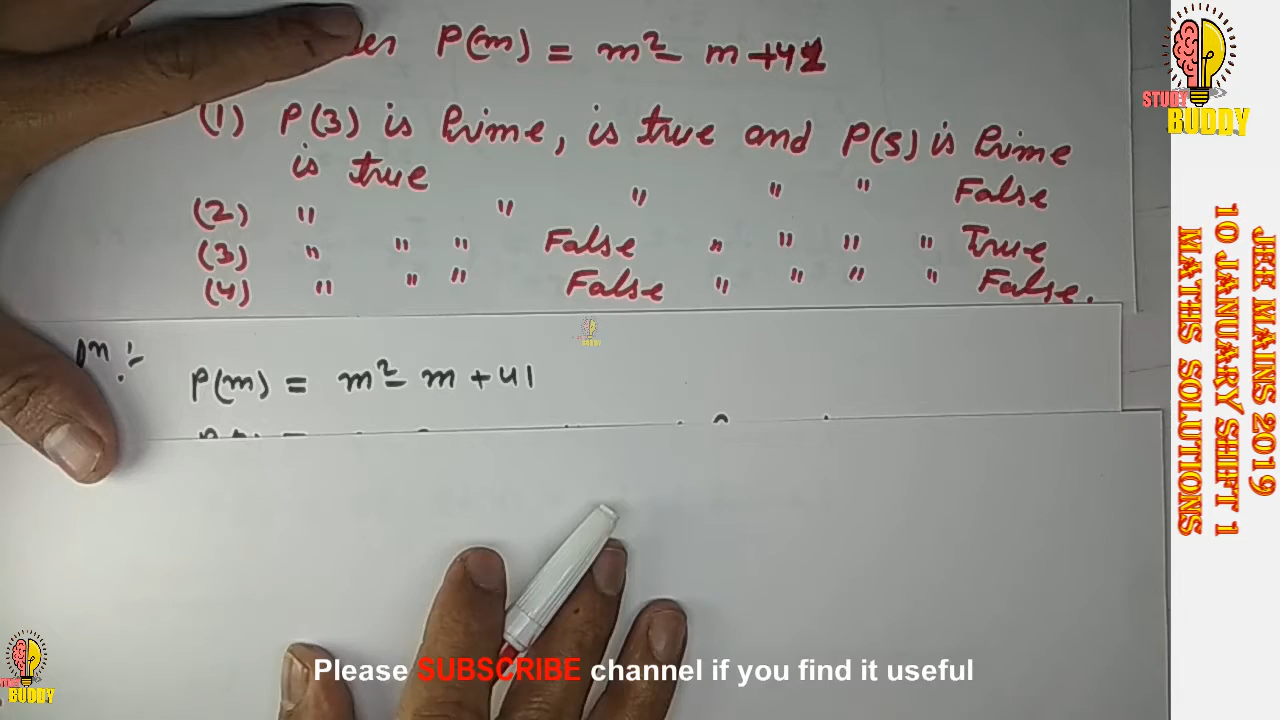 P(m) = m² - m + 41
(1) P(3) is Prime, is true and P(5) is Prime
is true
(2) " " " " " False
(3) " " " False " " " " True
(4) " " " False " " " " False.
P(m) = m² - m + 41
Please SUBSCRIBE channel if you find it useful
STUDY
BUDDY
JEE MAINS 2019
10 JANUARY SHIFT 1
MATHS SOLUTIONS
BUDDY